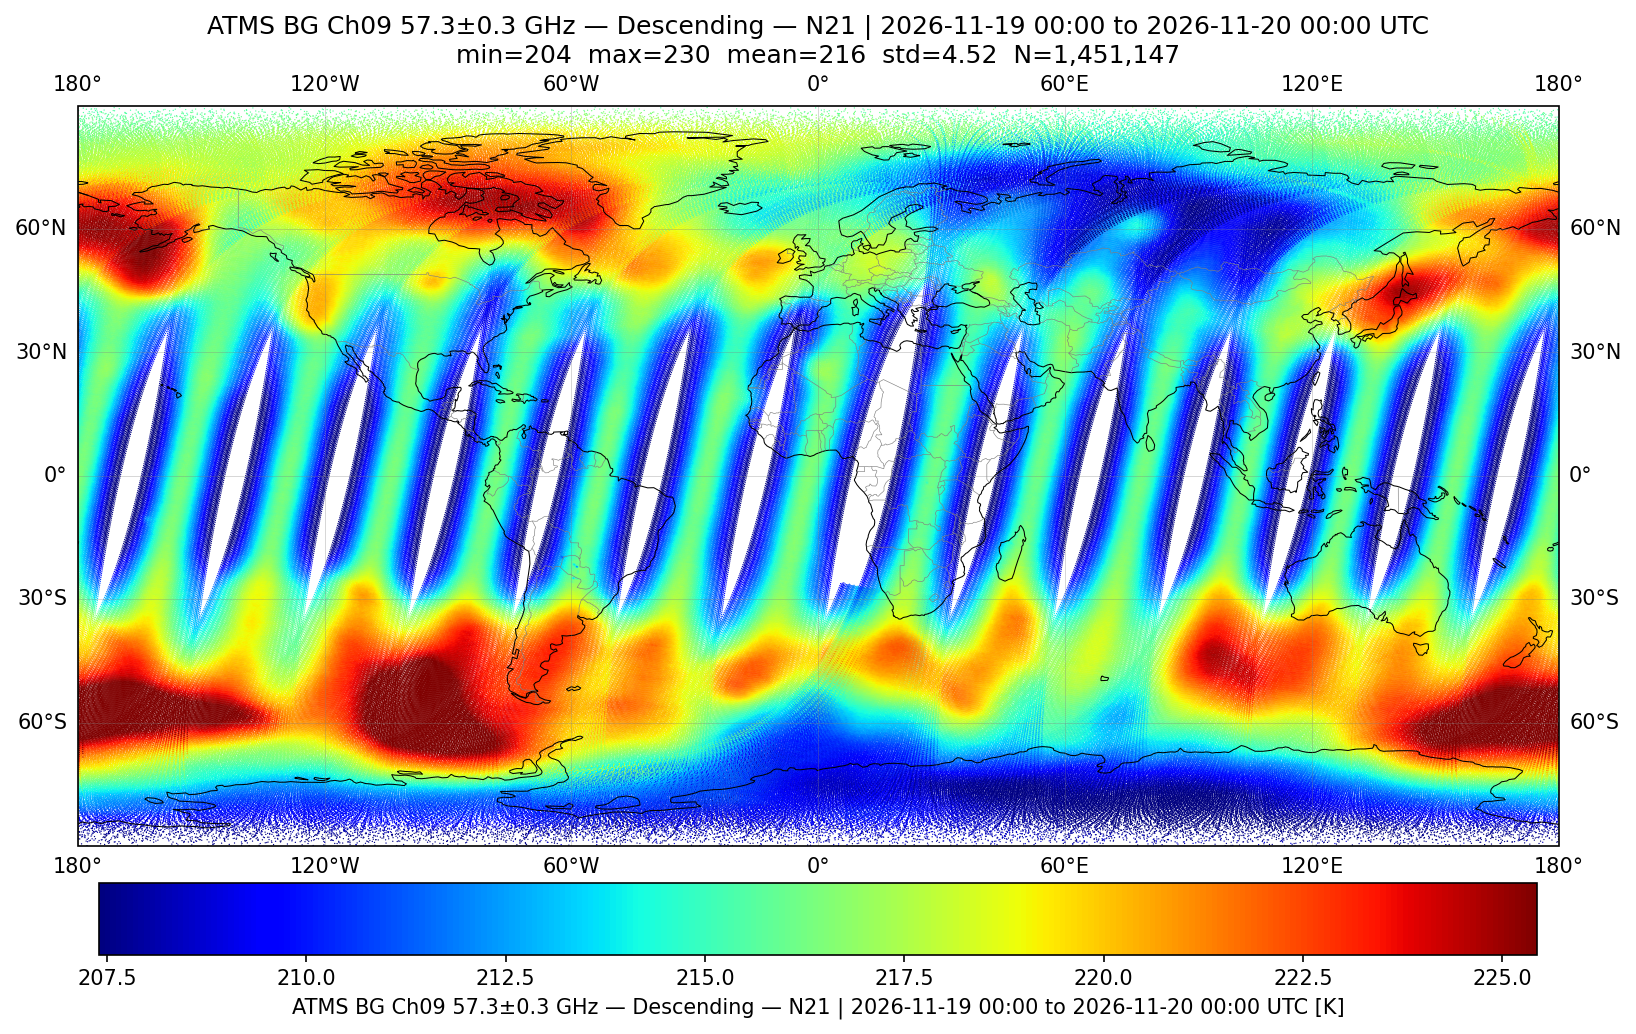 ATMS BG Ch09 57.3±0.3 GHz — Descending — N21 | 2026-11-19 00:00 to 2026-11-20 00:00 UTC
min=204  max=230  mean=216  std=4.52  N=1,451,147
180° 120°W 60°W 0° 60°E 120°E 180°
60°N 60°N
30°N 30°N
0° 0°
30°S 30°S
60°S 60°S
180° 120°W 60°W 0° 60°E 120°E 180°
207.5 210.0 212.5 215.0 217.5 220.0 222.5 225.0
ATMS BG Ch09 57.3±0.3 GHz — Descending — N21 | 2026-11-19 00:00 to 2026-11-20 00:00 UTC [K]